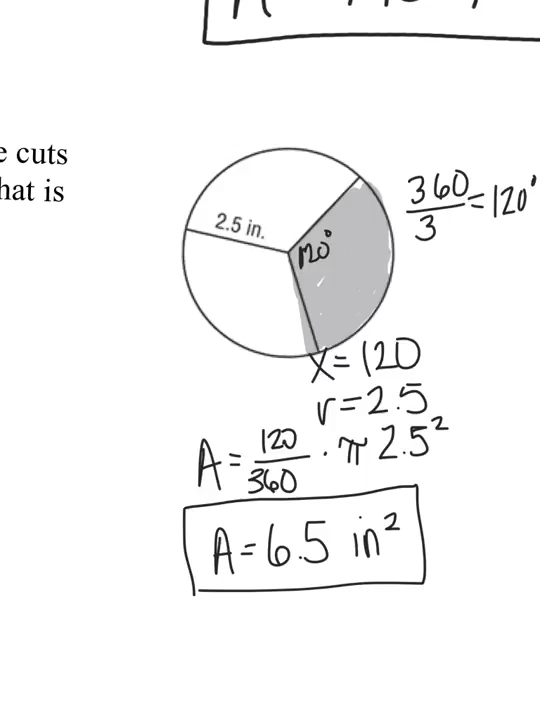 e cuts
hat is
2.5 in.
120°
360/3 = 120°
x = 120
r = 2.5
A = 120/360 · π 2.5²
A = 6.5 in²